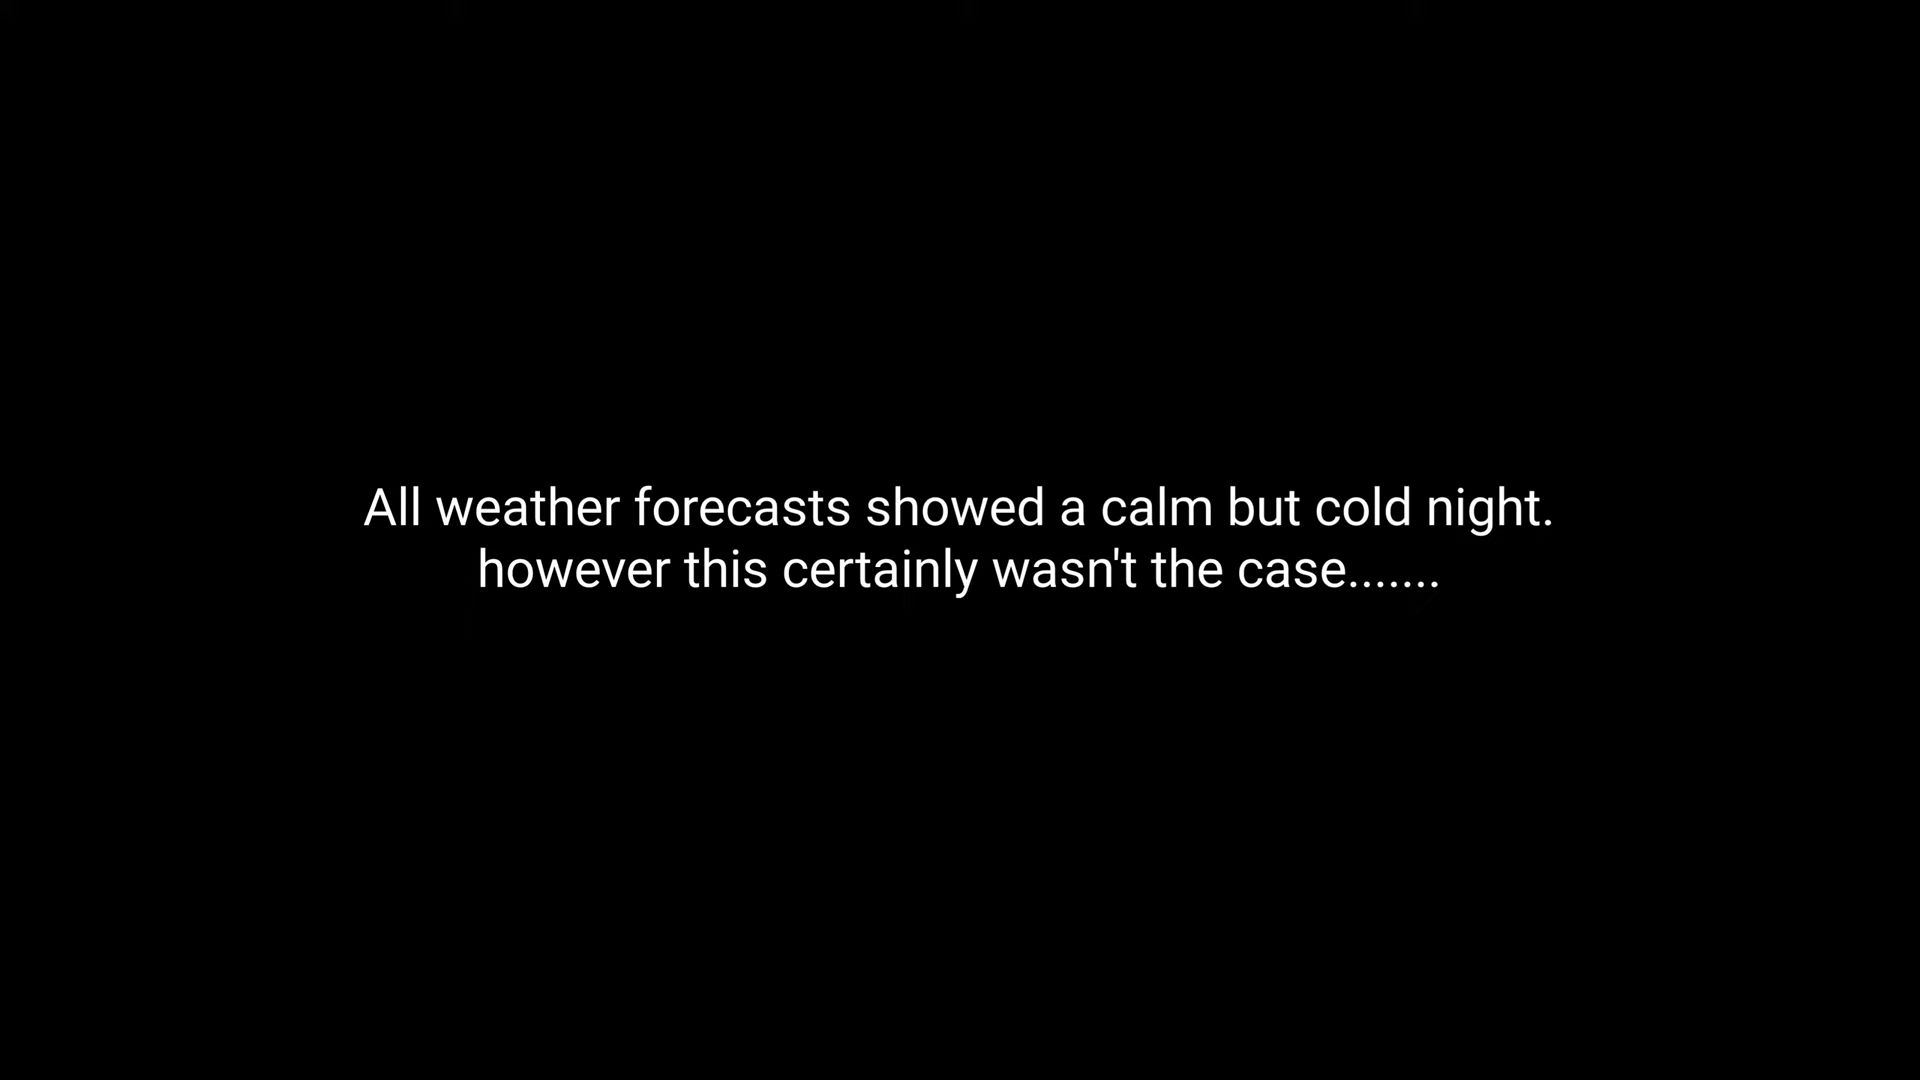 All weather forecasts showed a calm but cold night.
however this certainly wasn't the case.......